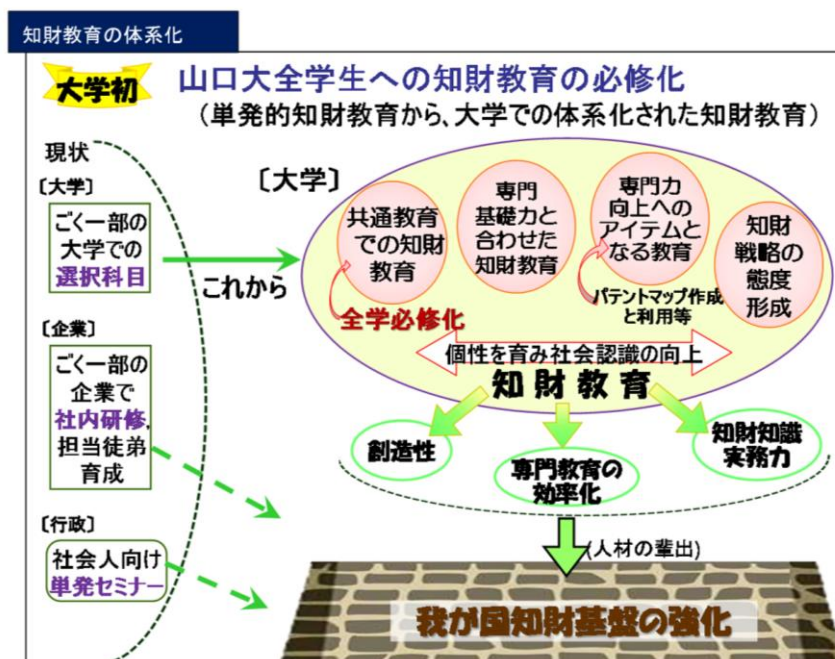 知財教育の体系化
大学初
山口大全学生への知財教育の必修化
（単発的知財教育から、大学での体系化された知財教育）
現状
〔大学〕
ごく一部の
大学での
選択科目
〔企業〕
ごく一部の
企業で
社内研修,
担当徒弟
育成
〔行政〕
社会人向け
単発セミナー
これから
〔大学〕
共通教育
での知財
教育
全学必修化
専門
基礎力と
合わせた
知財教育
専門力
向上への
アイテムと
なる教育
パテントマップ作成
と利用等
知財
戦略の
態度
形成
個性を育み社会認識の向上
知財教育
創造性
専門教育の
効率化
知財知識
実務力
(人材の輩出)
我が国知財基盤の強化